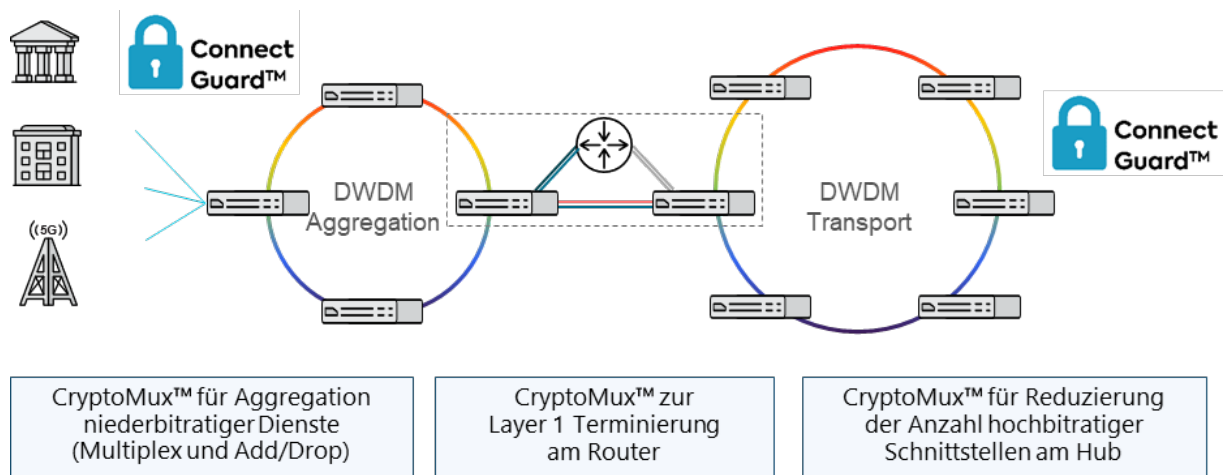 Connect
Guard™
Connect
Guard™
DWDM
Aggregation
DWDM
Transport
((5G))
CryptoMux™ für Aggregation
niederbitratiger Dienste
(Multiplex und Add/Drop)
CryptoMux™ zur
Layer 1 Terminierung
am Router
CryptoMux™ für Reduzierung
der Anzahl hochbitratiger
Schnittstellen am Hub